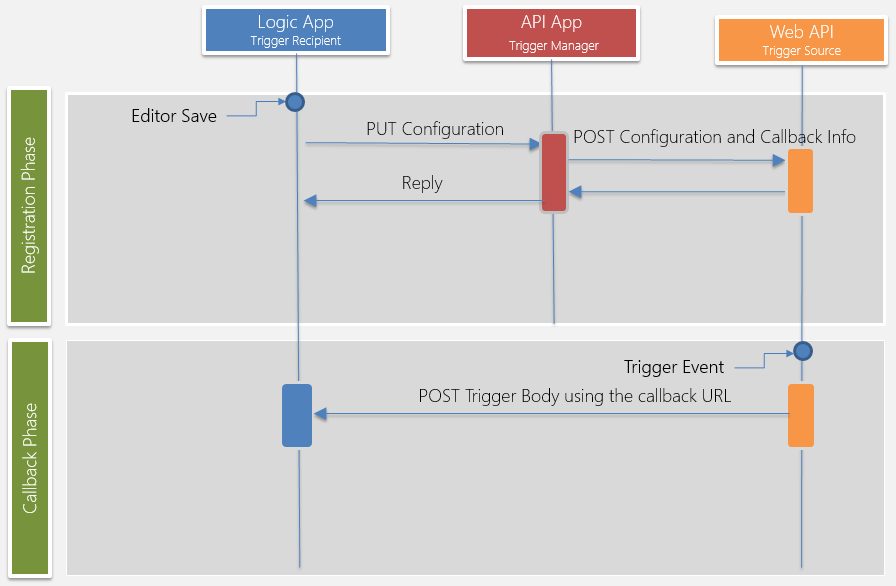 Logic App
Trigger Recipient
API App
Trigger Manager
Web API
Trigger Source
Registration Phase
Editor Save
PUT Configuration
POST Configuration and Callback Info
Reply
Callback Phase
Trigger Event
POST Trigger Body using the callback URL